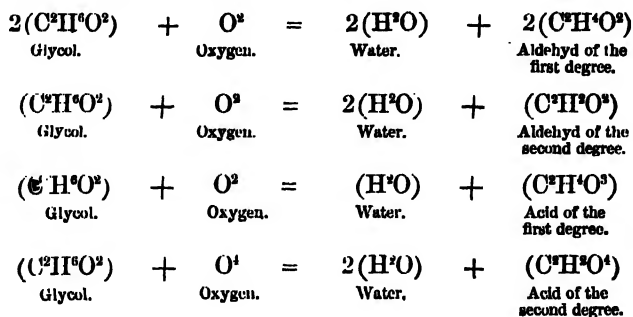 2(C²H⁶O²) + O² = 2(H²O) + 2(C²H⁴O²)
Glycol. Oxygen. Water. Aldehyd of the
first degree.
(C²H⁶O²) + O² = 2(H²O) + (C²H²O²)
Glycol. Oxygen. Water. Aldehyd of the
second degree.
(C²H⁶O²) + O² = (H²O) + (C²H⁴O³)
Glycol. Oxygen. Water. Acid of the
first degree.
(C²H⁶O²) + O⁴ = 2(H²O) + (C²H²O⁴)
Glycol. Oxygen. Water. Acid of the
second degree.